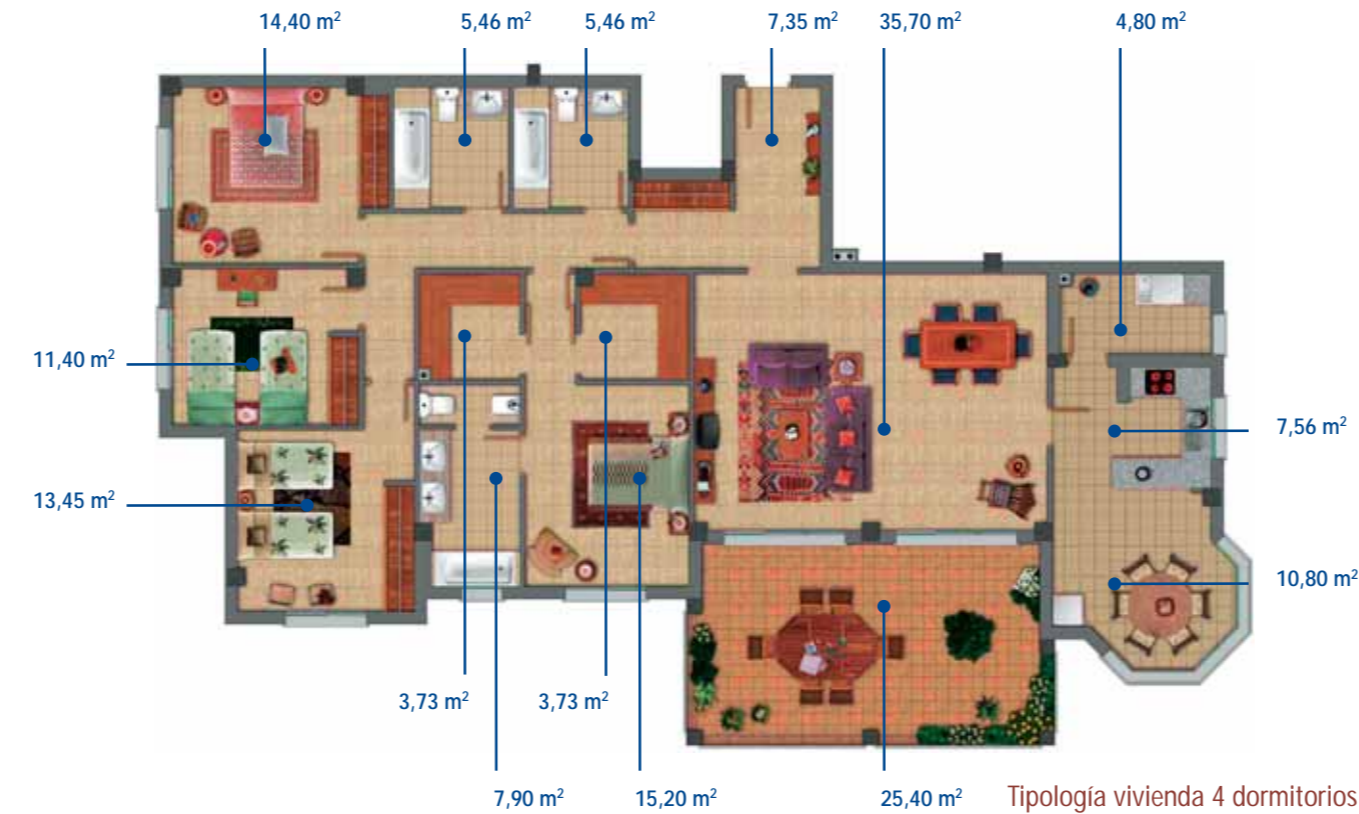 14,40 m²
5,46 m²
5,46 m²
7,35 m²
35,70 m²
4,80 m²
11,40 m²
7,56 m²
13,45 m²
10,80 m²
3,73 m²
3,73 m²
7,90 m²
15,20 m²
25,40 m²
Tipología vivienda 4 dormitorios